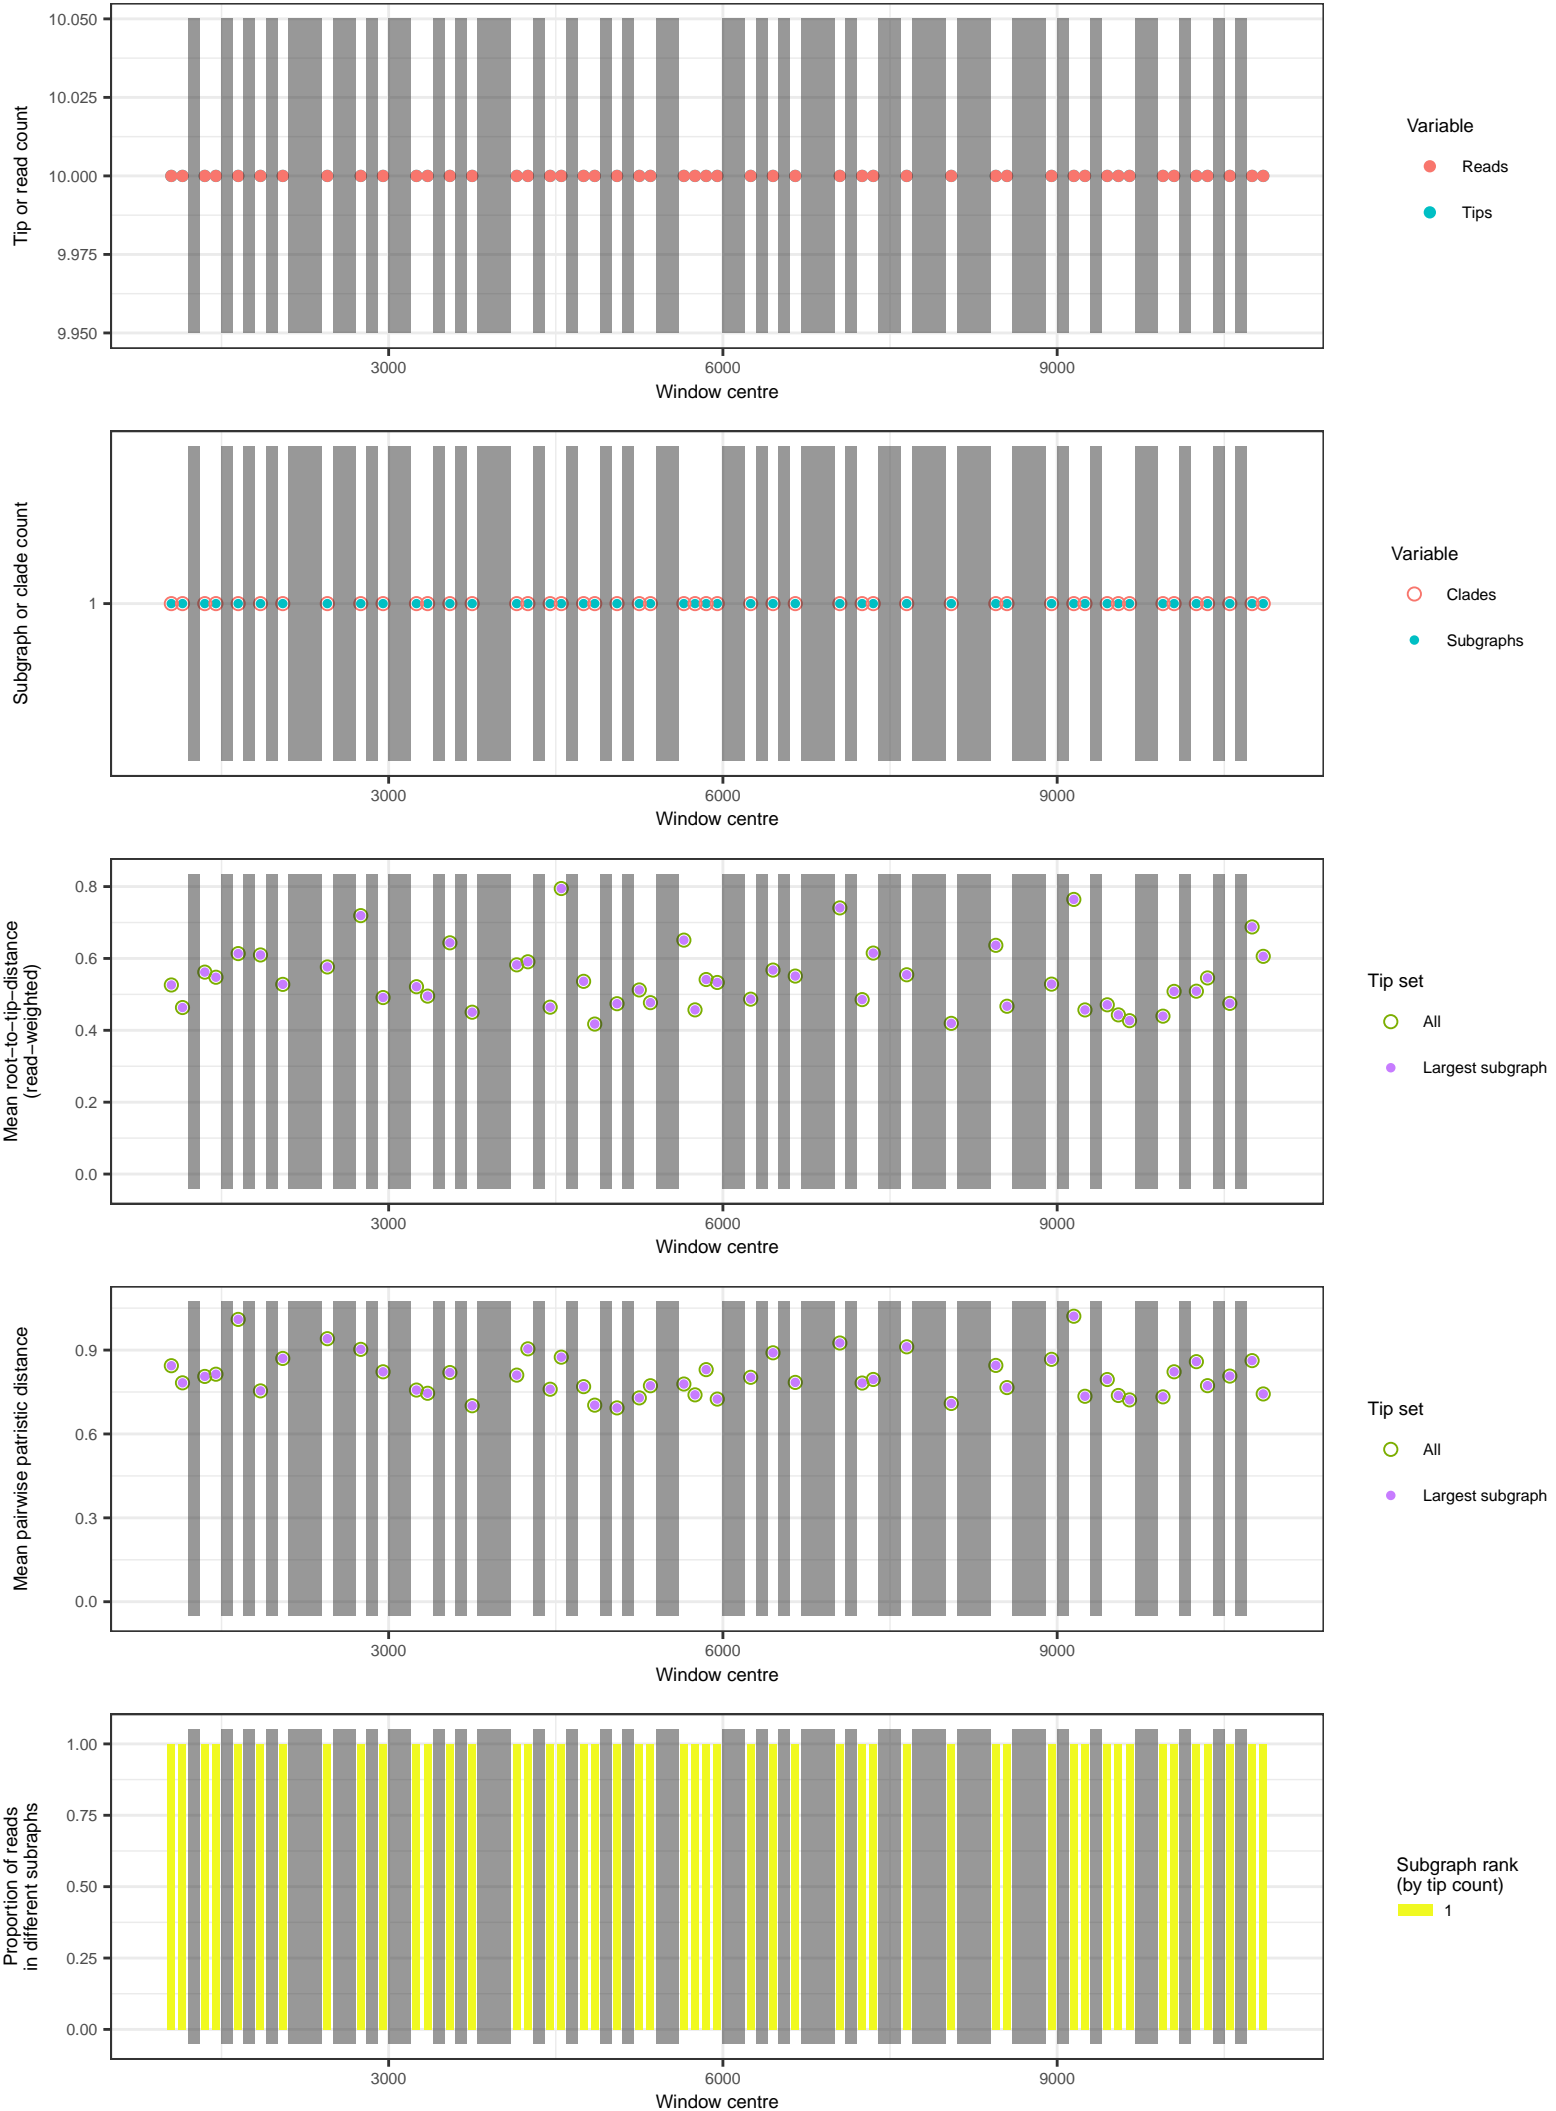 10.050
10.025
10.000
9.975
9.950
Tip or read count
3000
6000
9000
Window centre
Variable
Reads
Tips
1
Subgraph or clade count
3000
6000
9000
Window centre
Variable
Clades
Subgraphs
0.8
0.6
0.4
0.2
0.0
Mean root−to−tip−distance
(read−weighted)
3000
6000
9000
Window centre
Tip set
All
Largest subgraph
0.9
0.6
0.3
0.0
Mean pairwise patristic distance
3000
6000
9000
Window centre
Tip set
All
Largest subgraph
1.00
0.75
0.50
0.25
0.00
Proportion of reads
in different subraphs
3000
6000
9000
Window centre
Subgraph rank
(by tip count)
1